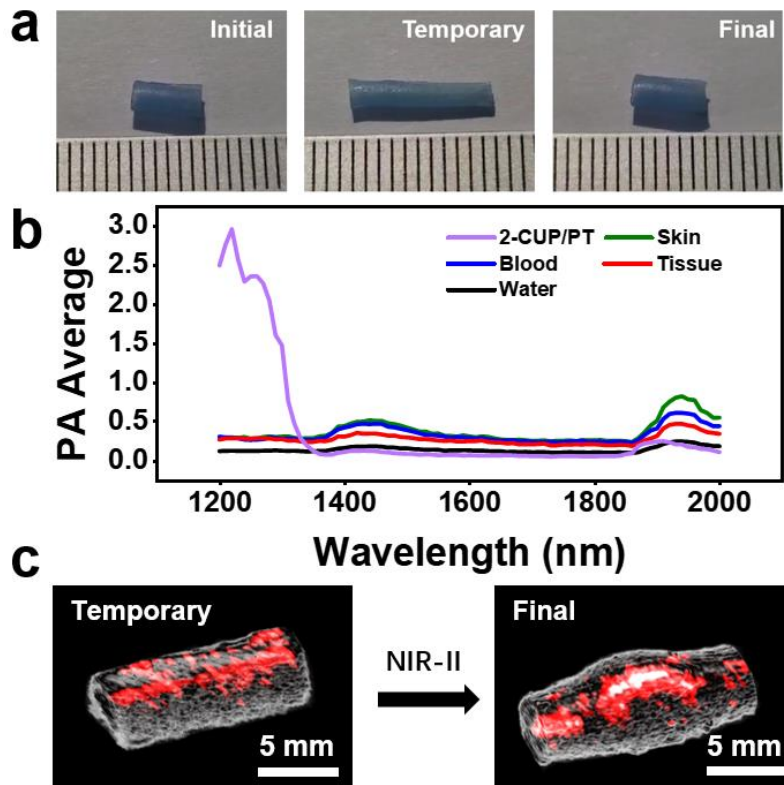 a
Initial
Temporary
Final
b
3.0
2.5
2.0
1.5
1.0
0.5
0.0
PA Average
2-CUP/PT
Skin
Blood
Tissue
Water
1200
1400
1600
1800
2000
Wavelength (nm)
c
Temporary
5 mm
NIR-II
Final
5 mm